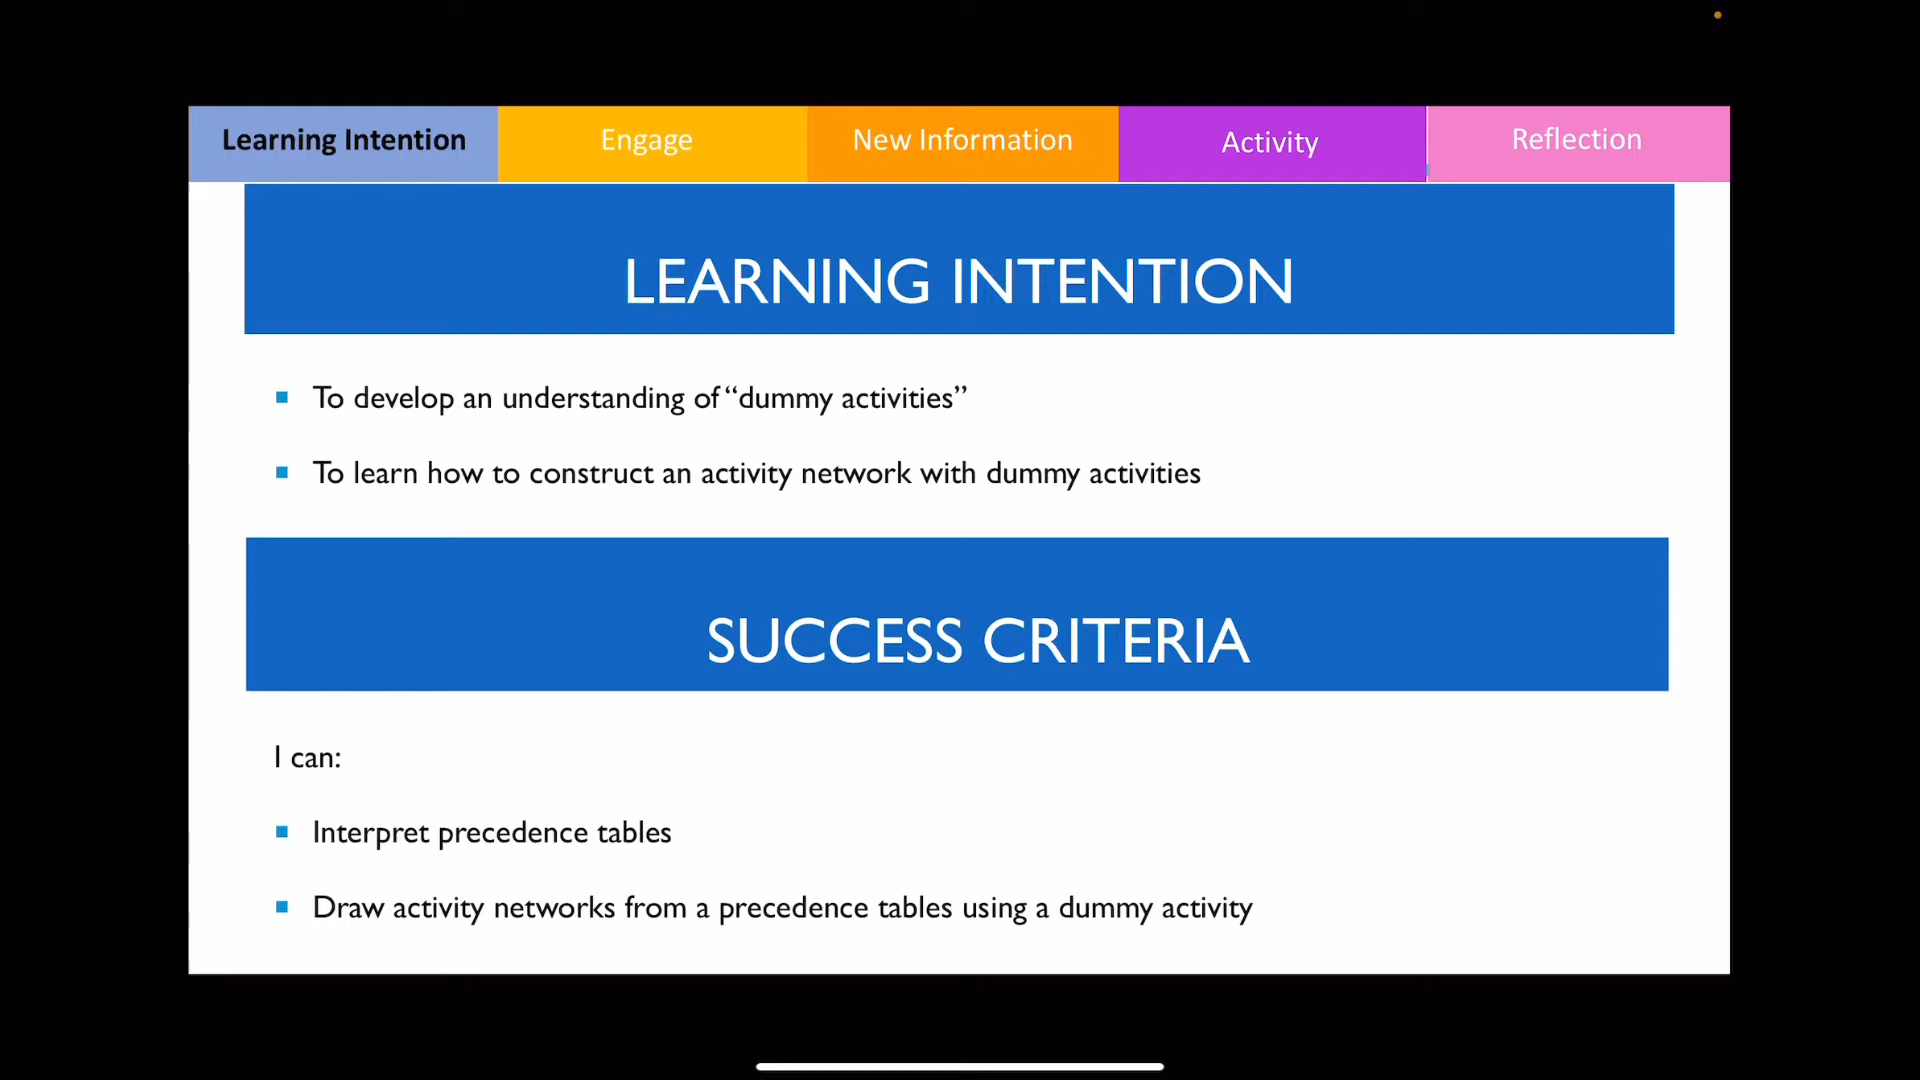 Learning Intention
Engage
New Information
Activity
Reflection
LEARNING INTENTION
To develop an understanding of “dummy activities”
To learn how to construct an activity network with dummy activities
SUCCESS CRITERIA
I can:
Interpret precedence tables
Draw activity networks from a precedence tables using a dummy activity